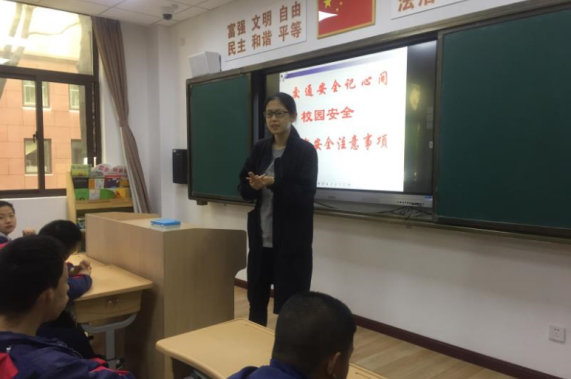 富强 文明 自由
民主 和谐 平等
法治
交通安全记心间
校园安全
安全注意事项